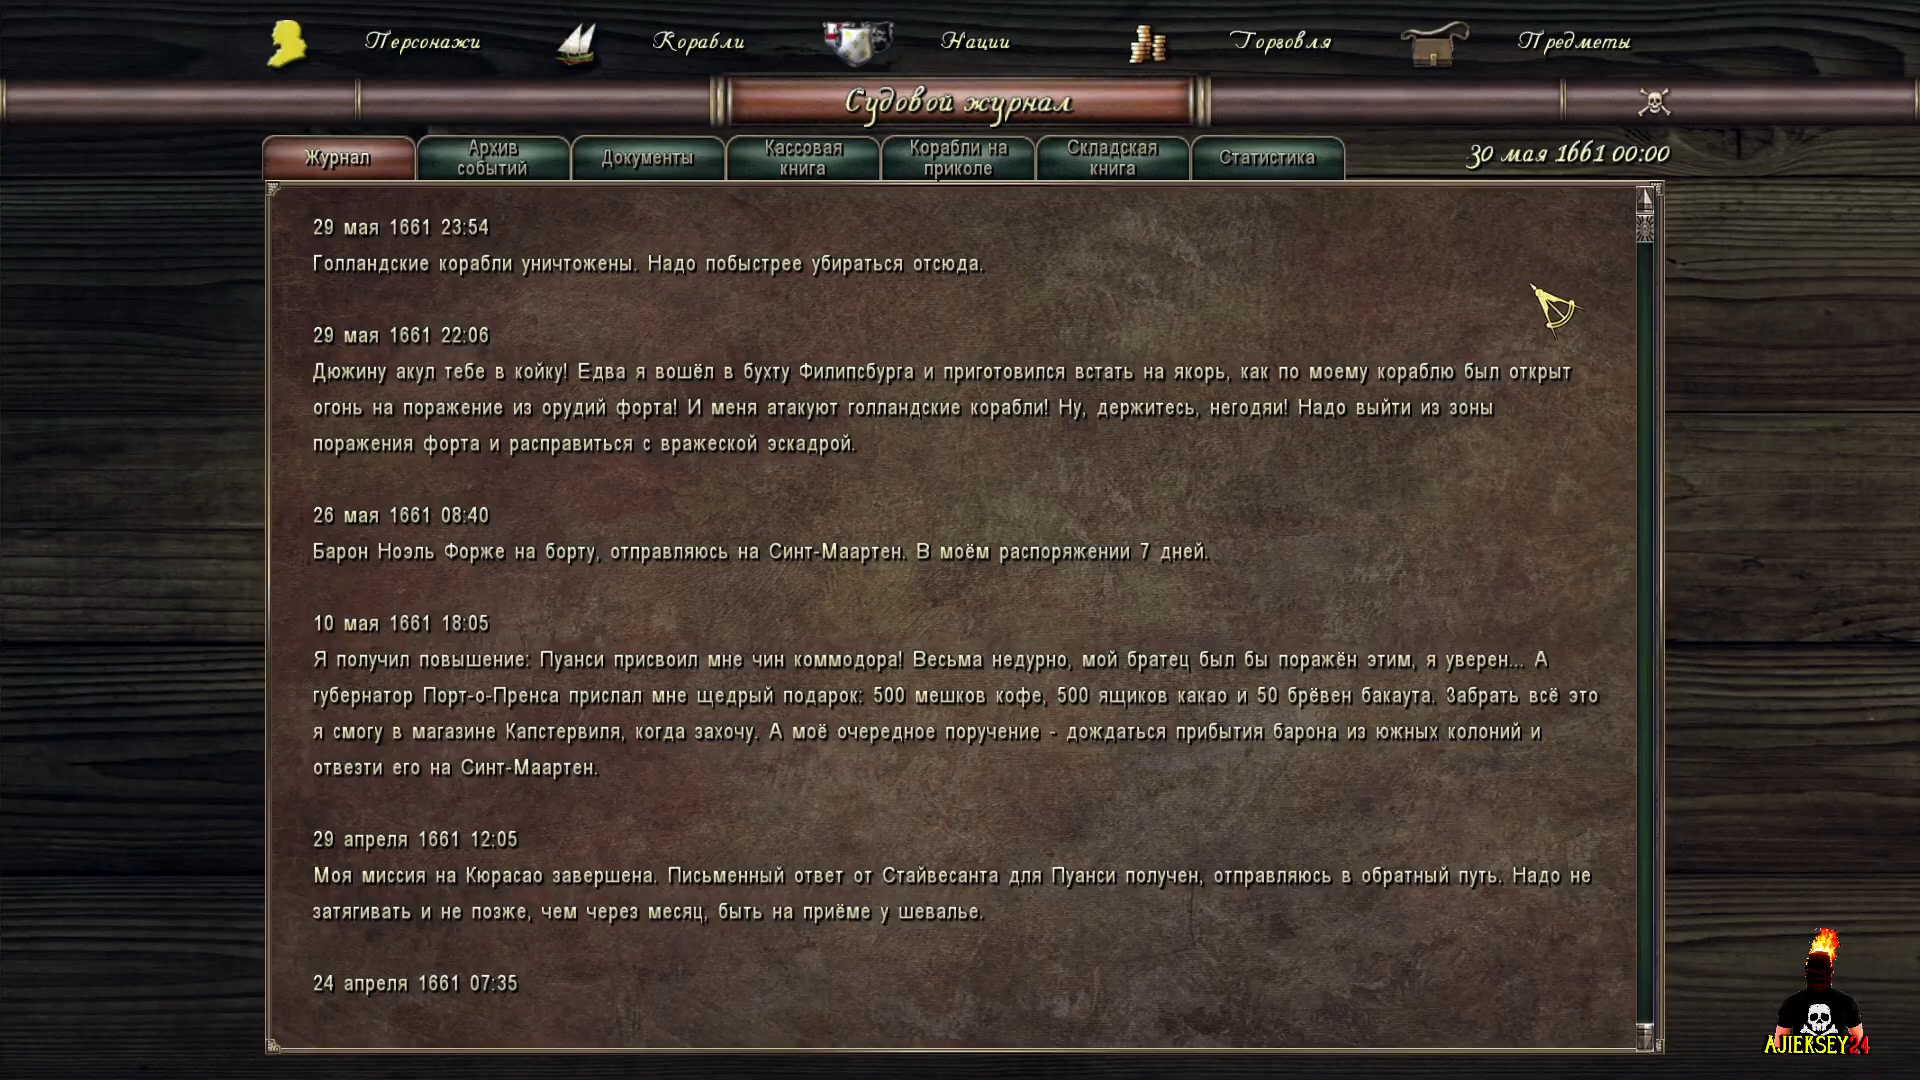 Персонажи
Корабли
Нации
Торговля
Предметы
Судовой журнал
Журнал
Архив
событий
Документы
Кассовая
книга
Корабли на
приколе
Складская
книга
Статистика
30 мая 1661 00:00
29 мая 1661 23:54
Голландские корабли уничтожены. Надо побыстрее убираться отсюда.
29 мая 1661 22:06
Дюжину акул тебе в койку! Едва я вошёл в бухту Филипсбурга и приготовился встать на якорь, как по моему кораблю был открыт
огонь на поражение из орудий форта! И меня атакуют голландские корабли! Ну, держитесь, негодяи! Надо выйти из зоны
поражения форта и расправиться с вражеской эскадрой.
26 мая 1661 08:40
Барон Ноэль Форже на борту, отправляюсь на Синт-Маартен. В моём распоряжении 7 дней.
10 мая 1661 18:05
Я получил повышение: Пуанси присвоил мне чин коммодора! Весьма недурно, мой братец был бы поражён этим, я уверен... А
губернатор Порт-о-Пренса прислал мне щедрый подарок: 500 мешков кофе, 500 ящиков какао и 50 брёвен бакаута. Забрать всё это
я смогу в магазине Капстервиля, когда захочу. А моё очередное поручение - дождаться прибытия барона из южных колоний и
отвезти его на Синт-Маартен.
29 апреля 1661 12:05
Моя миссия на Кюрасао завершена. Письменный ответ от Стайвесанта для Пуанси получен, отправляюсь в обратный путь. Надо не
затягивать и не позже, чем через месяц, быть на приёме у шевалье.
24 апреля 1661 07:35
AJIEKSEY24